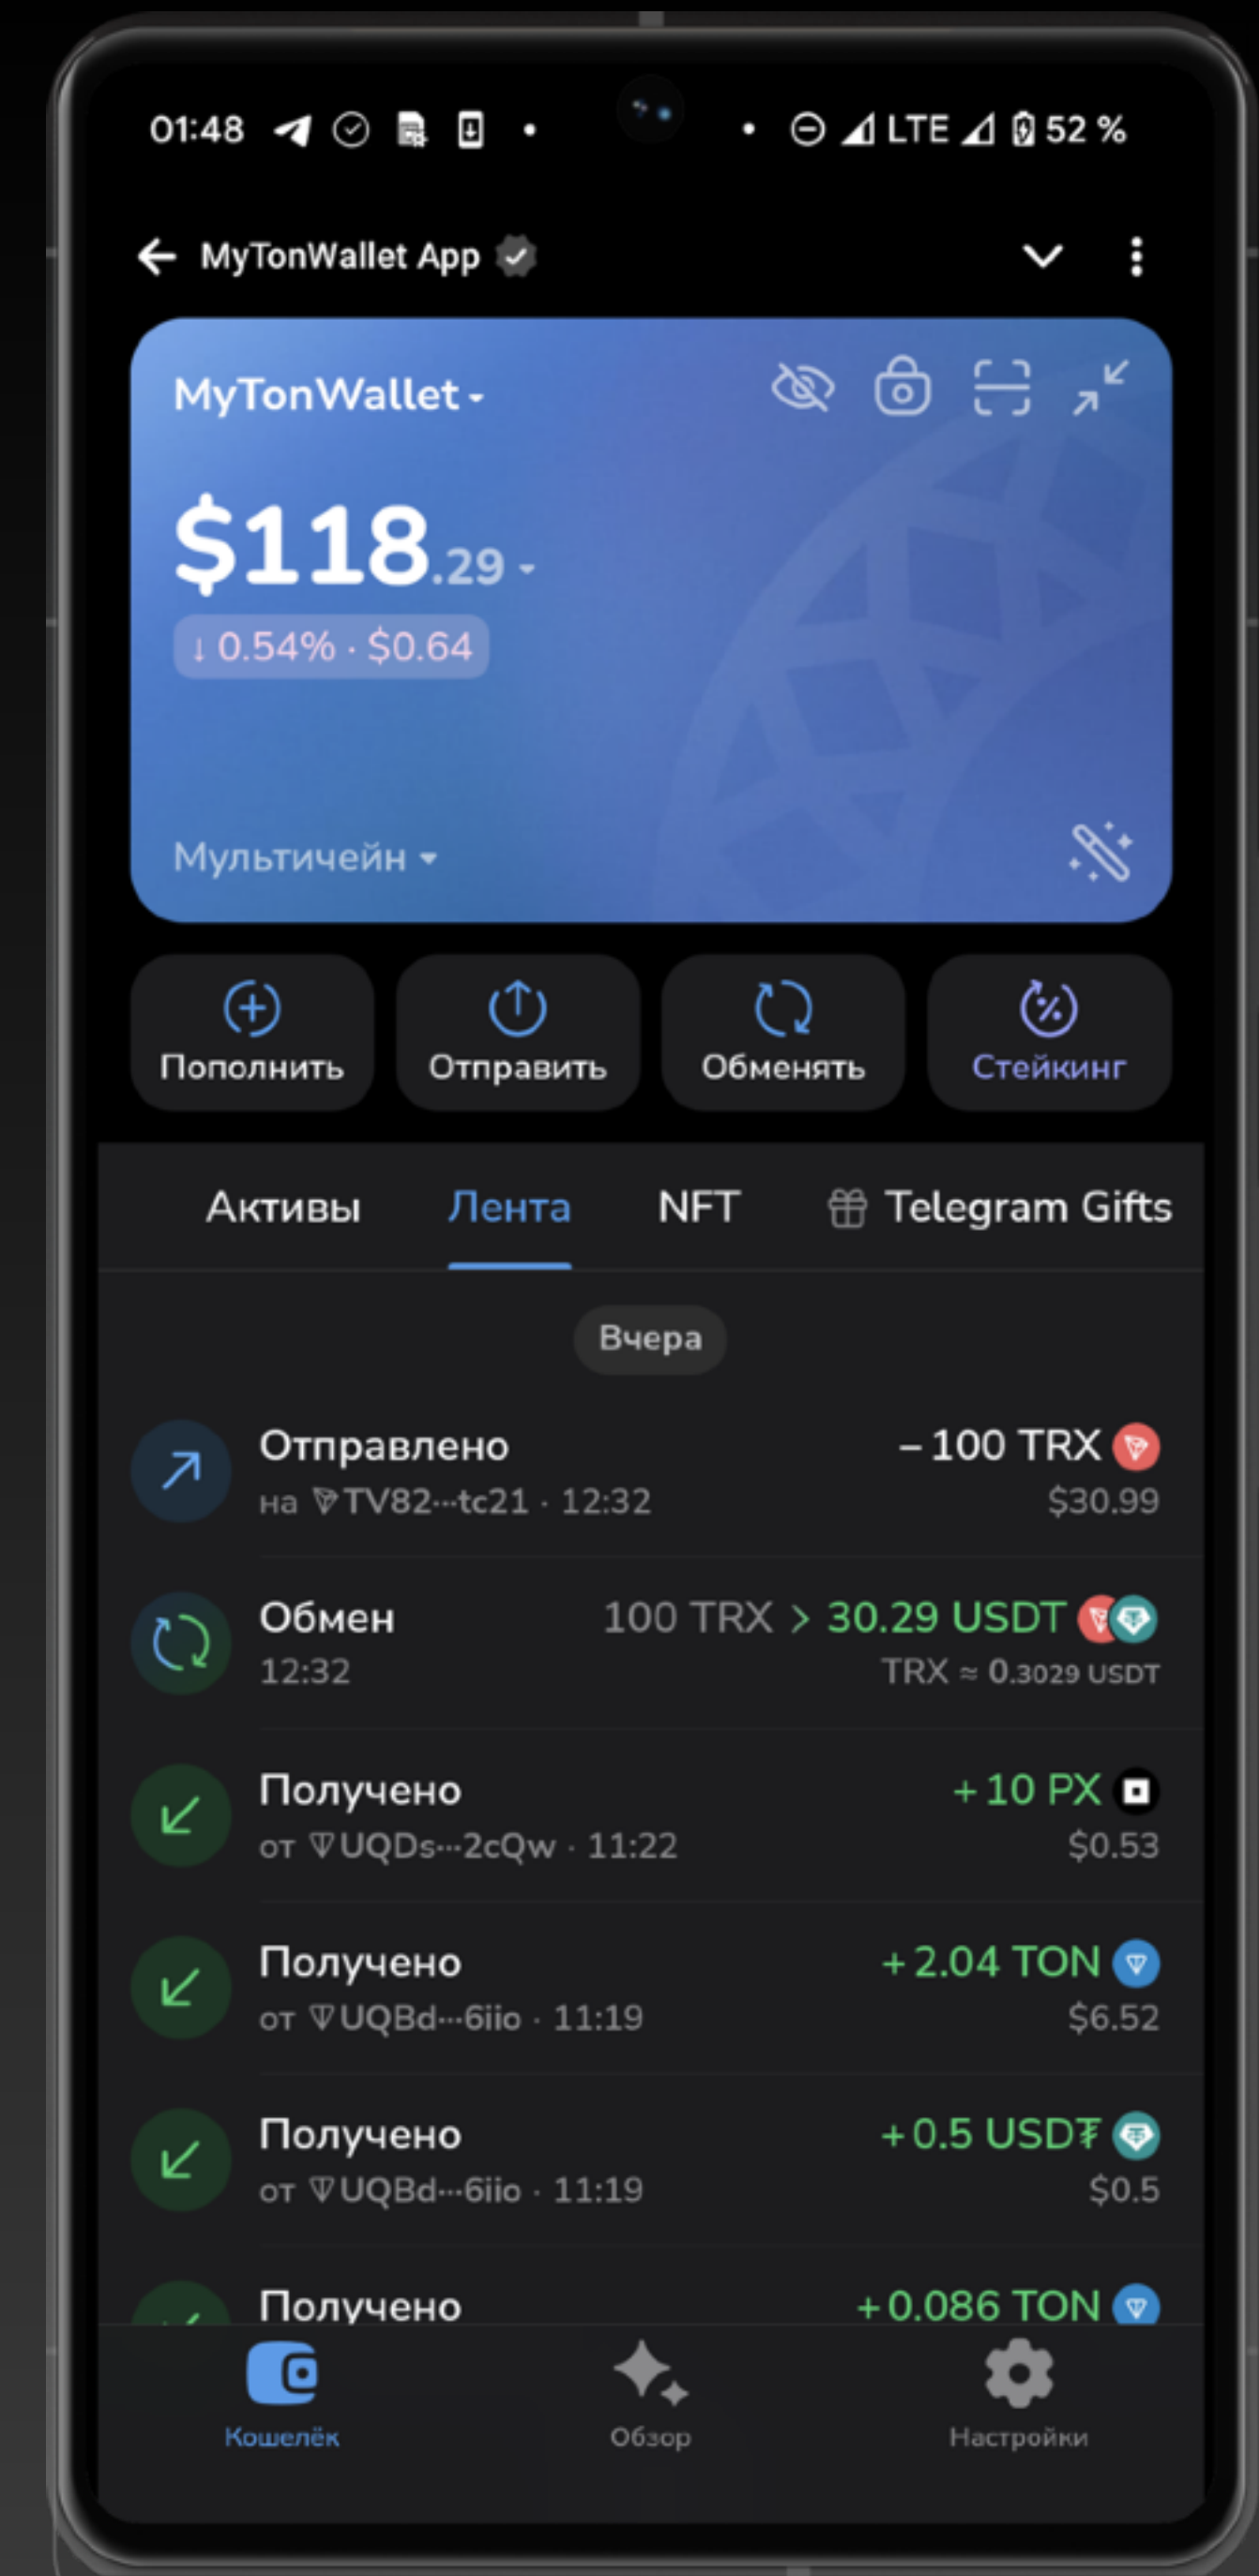 01:48 LTE 52 %
MyTonWallet App
MyTonWallet
$118.29
↓ 0.54% · $0.64
Мультичейн
Пополнить Отправить Обменять Стейкинг
Активы Лента NFT Telegram Gifts
Вчера
Отправлено – 100 TRX
на TV82···tc21 · 12:32 $30.99
Обмен 100 TRX > 30.29 USDT
12:32 TRX ≈ 0.3029 USDT
Получено + 10 PX
от UQDs···2cQw · 11:22 $0.53
Получено + 2.04 TON
от UQBd···6iio · 11:19 $6.52
Получено + 0.5 USD₮
от UQBd···6iio · 11:19 $0.5
Получено + 0.086 TON
Кошелёк Обзор Настройки